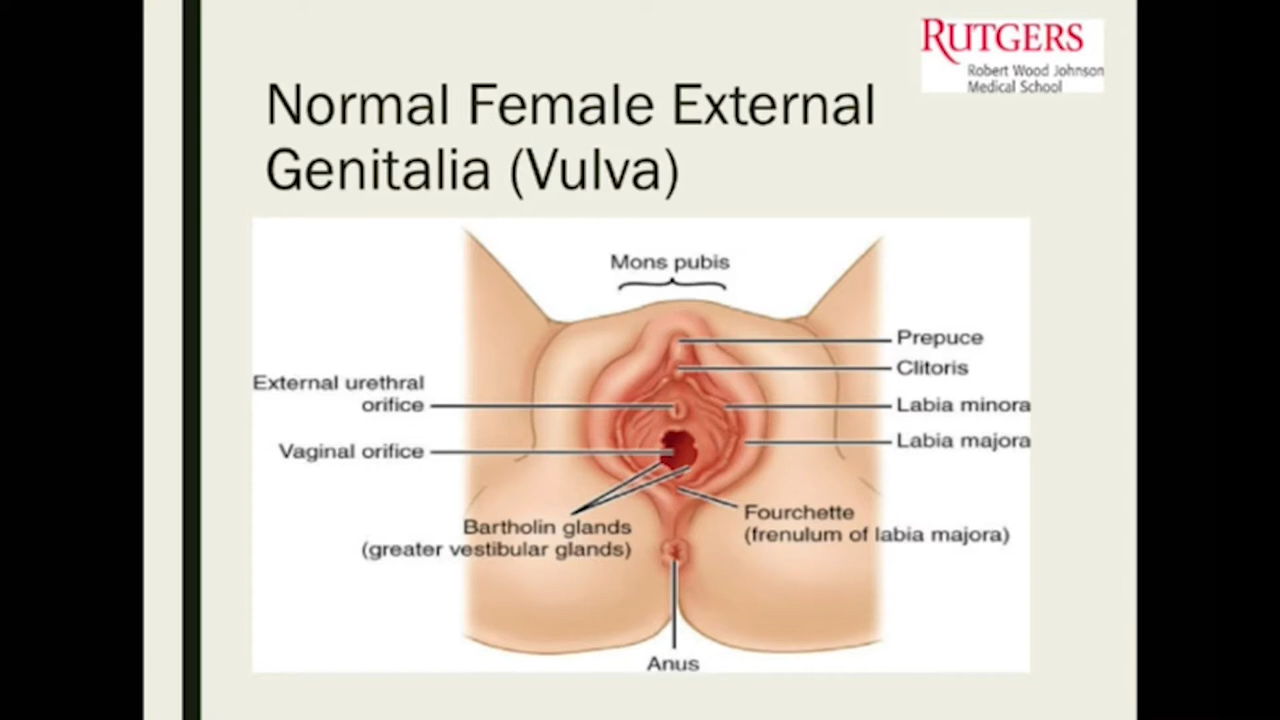 RUTGERS
Robert Wood Johnson
Medical School
Normal Female External
Genitalia (Vulva)
Mons pubis
Prepuce
Clitoris
External urethral
orifice
Labia minora
Labia majora
Vaginal orifice
Bartholin glands
(greater vestibular glands)
Fourchette
(frenulum of labia majora)
Anus